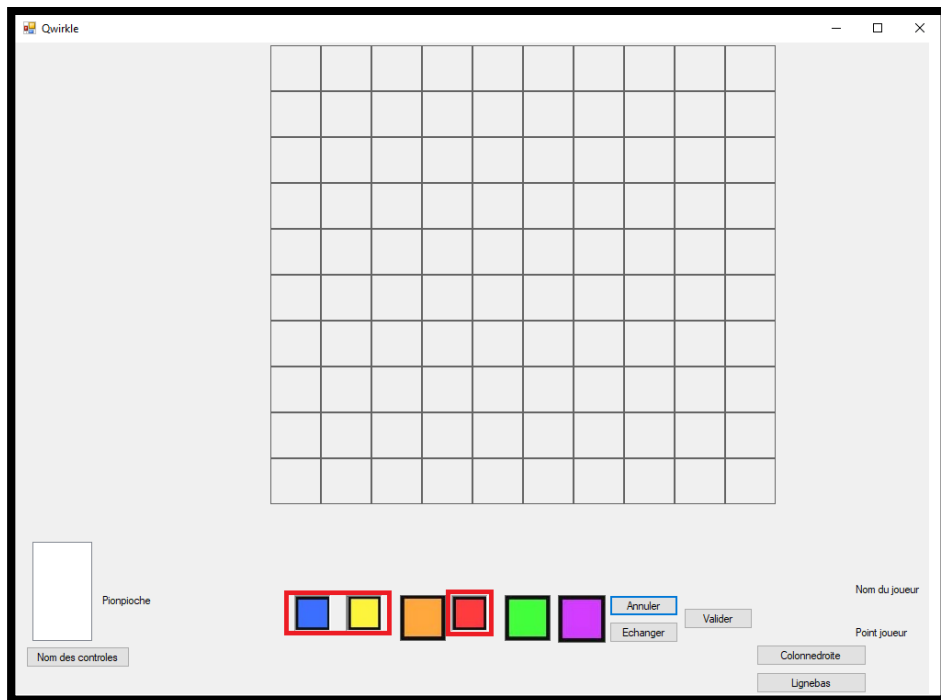 Qwirkle
Pionpioche
Nom des controles
Annuler
Echanger
Valider
Nom du joueur
Point joueur
Colonnedroite
Lignebas